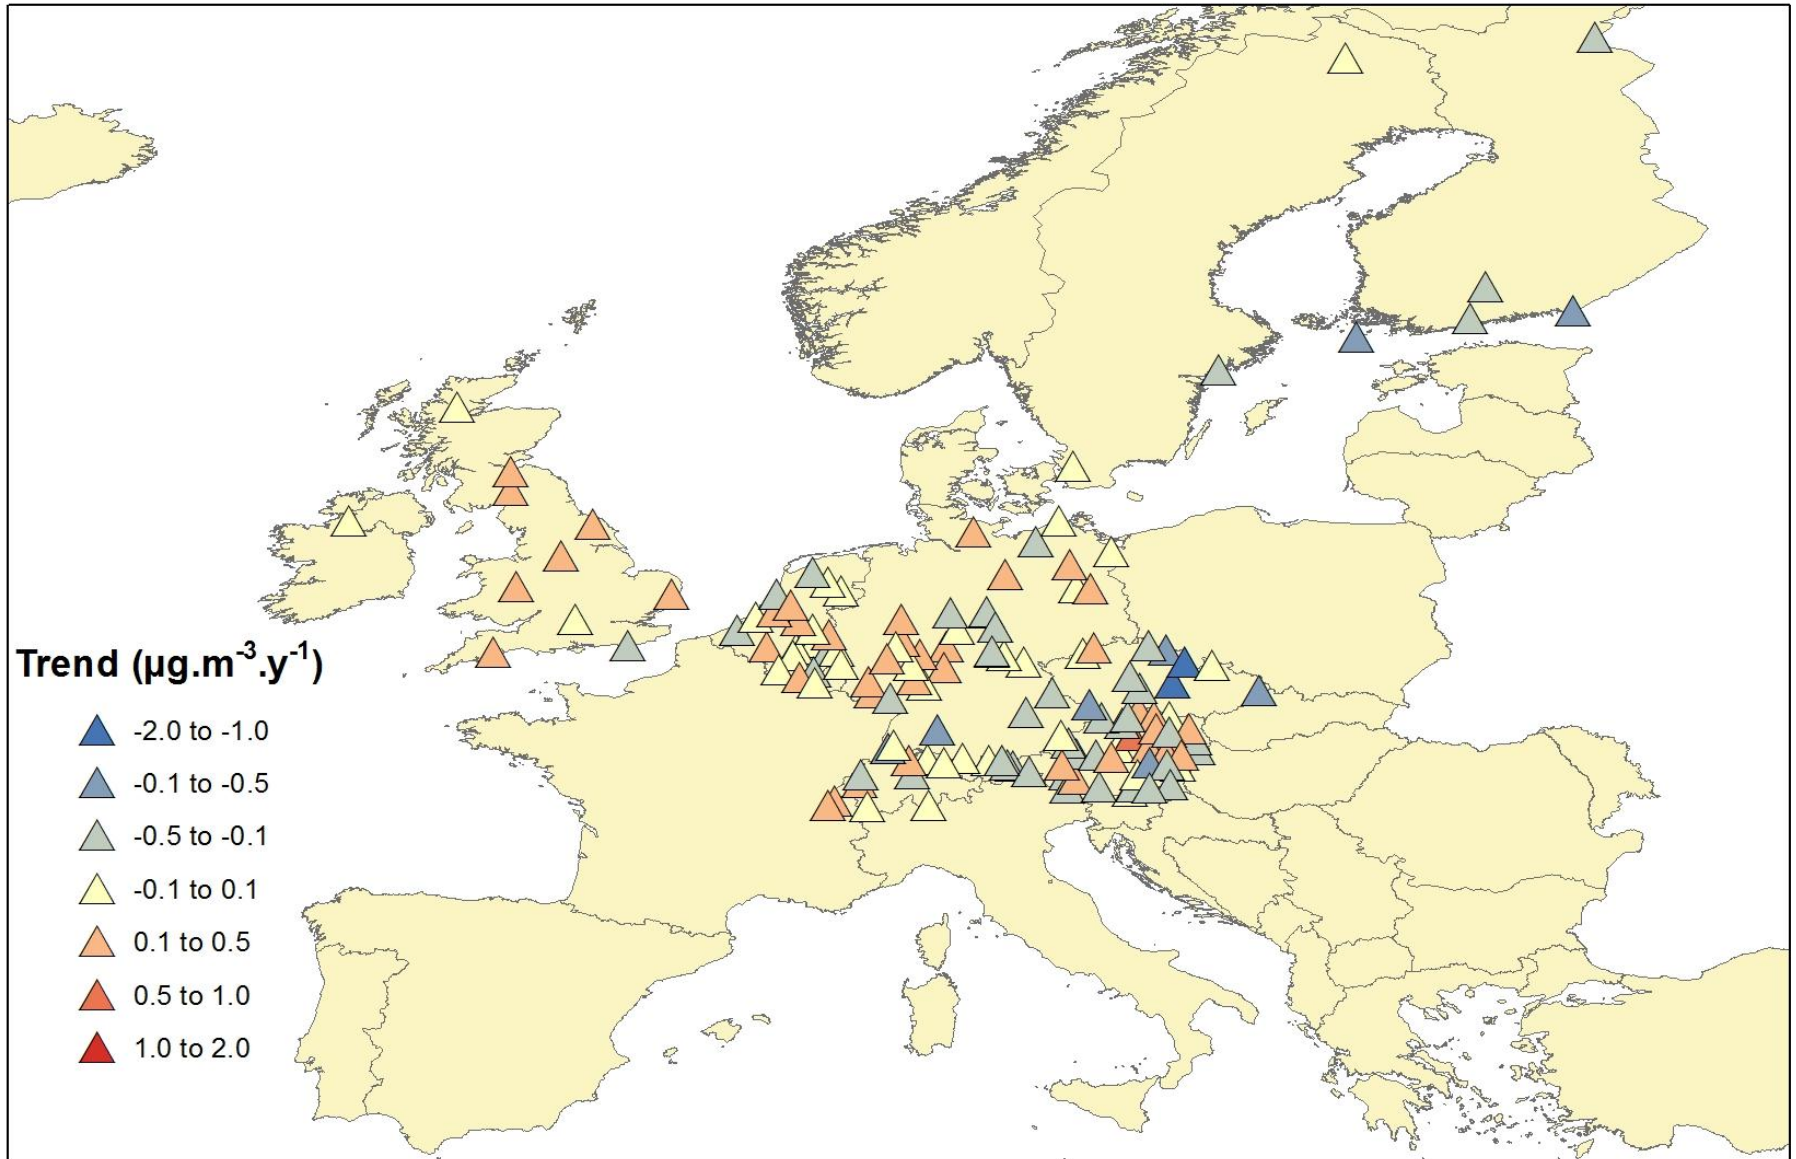 Trend (µg.m-3.y-1)
-2.0 to -1.0
-0.1 to -0.5
-0.5 to -0.1
-0.1 to 0.1
0.1 to 0.5
0.5 to 1.0
1.0 to 2.0